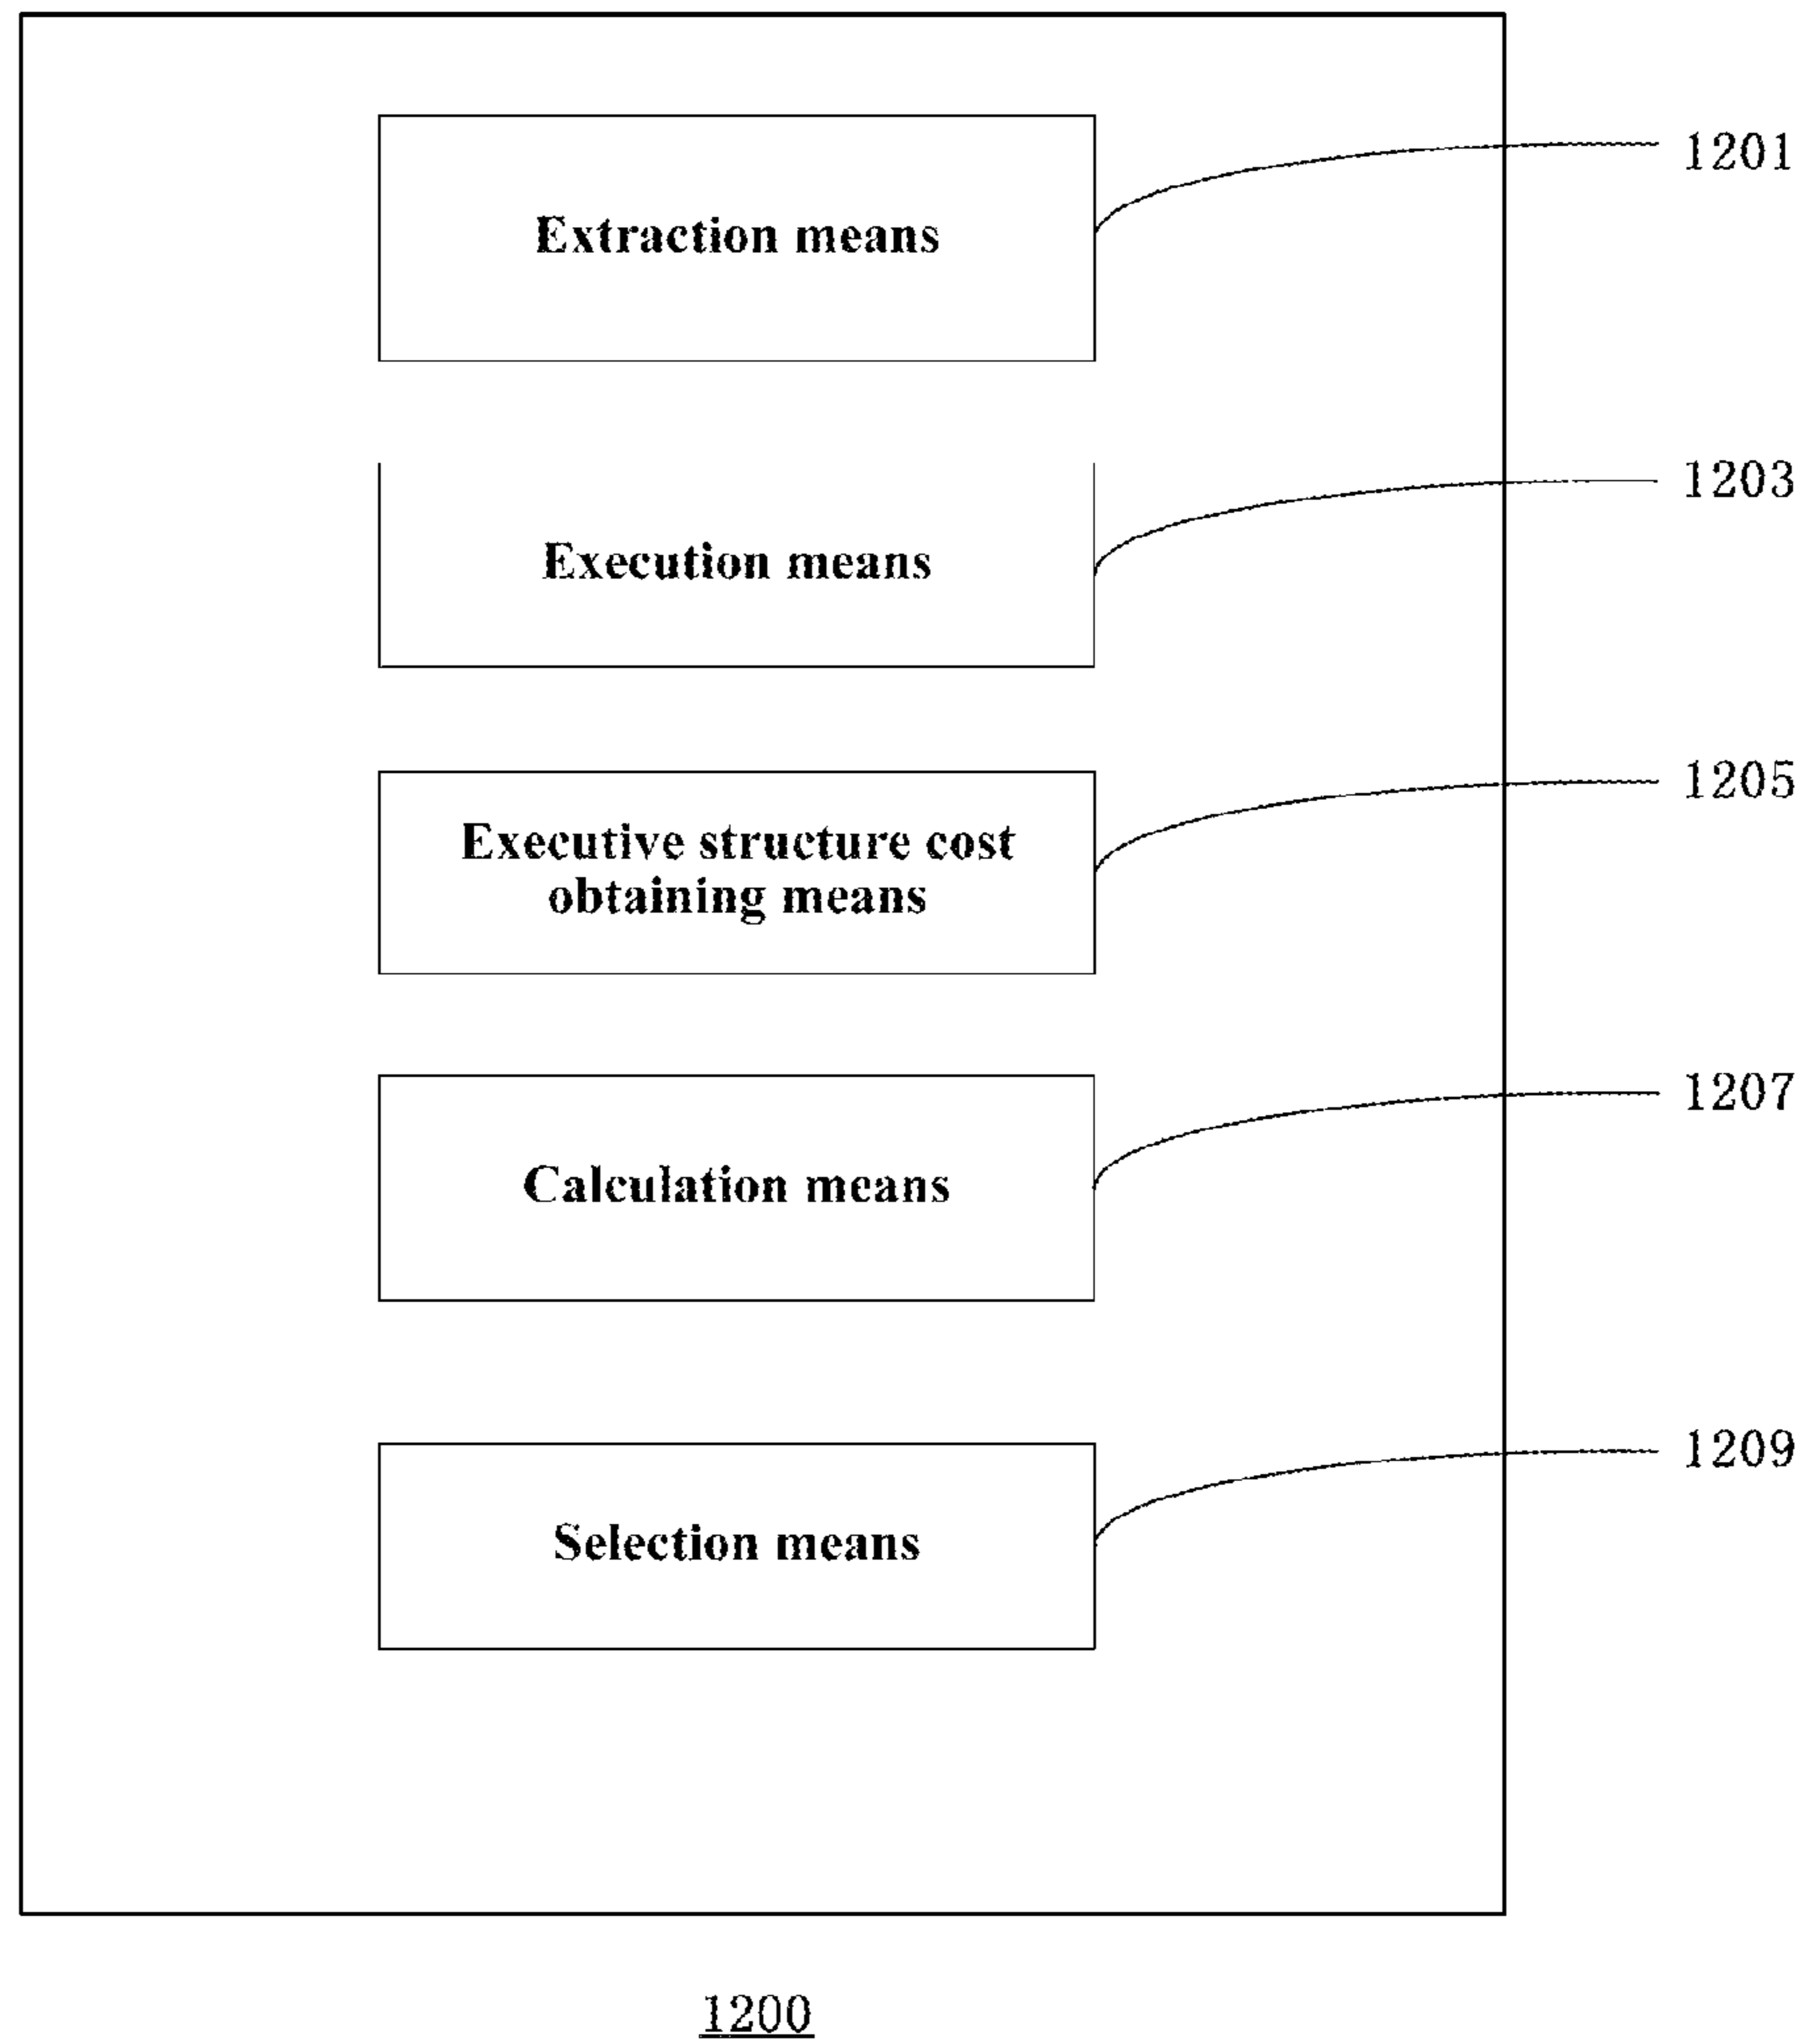 Extraction means
1201
Execution means
1203
Executive structure cost
obtaining means
1205
Calculation means
1207
Selection means
1209
1200